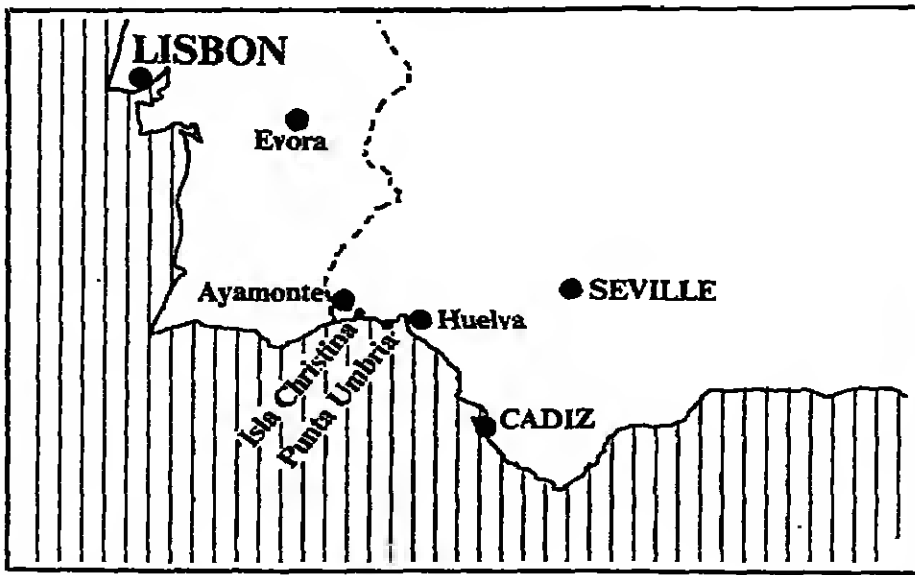 LISBON
Evora
Ayamonte
SEVILLE
Huelva
Isla Christina
Punta Umbria
CADIZ